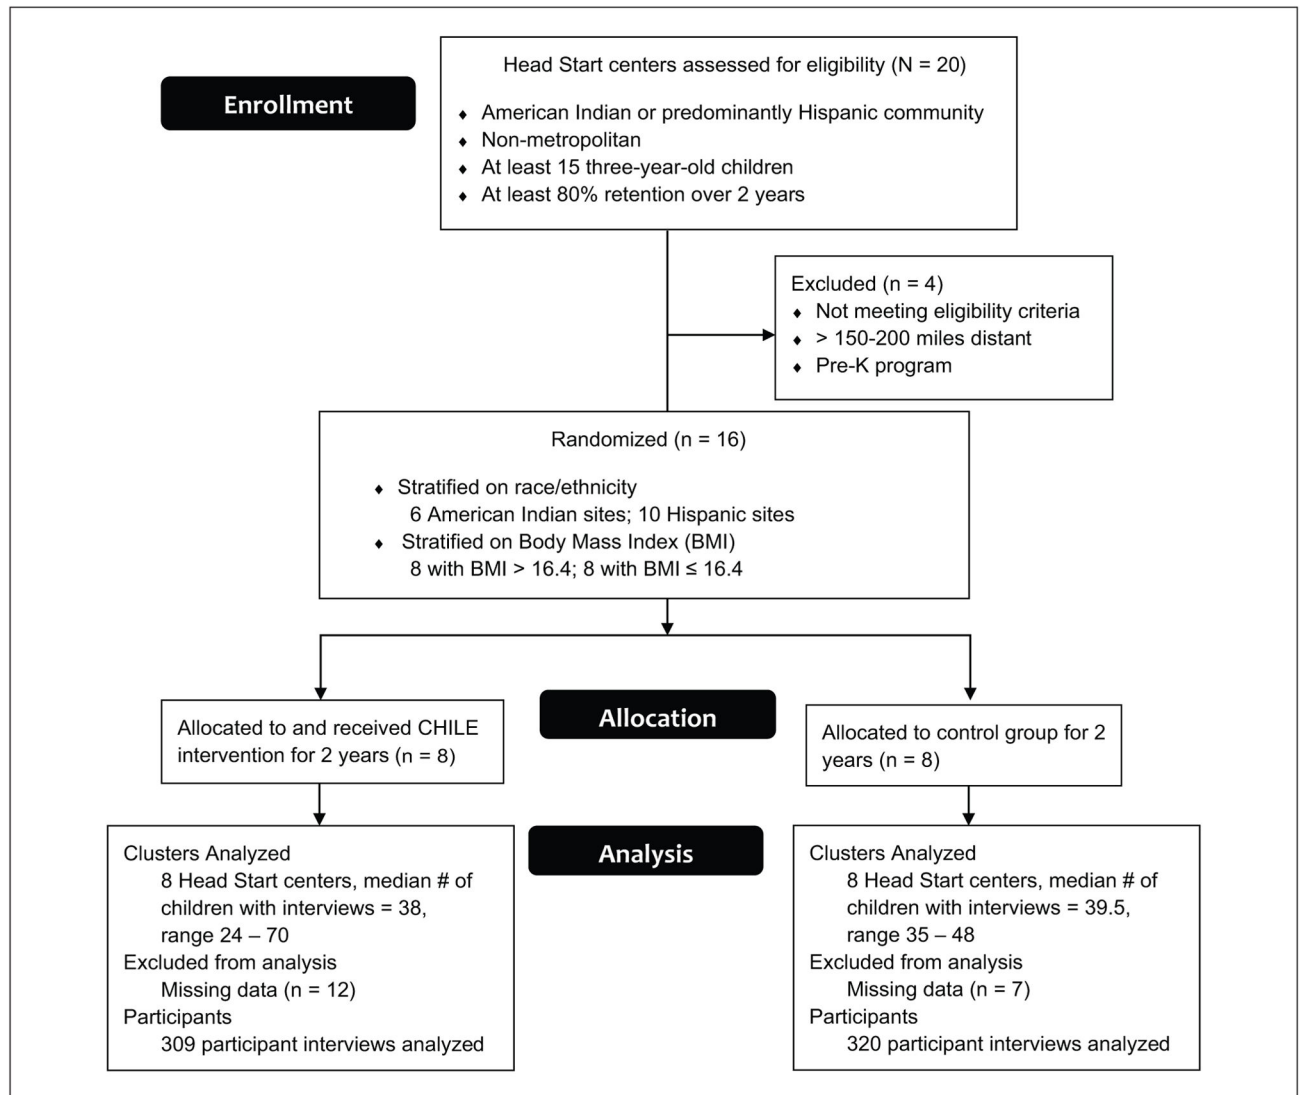 Enrollment
Head Start centers assessed for eligibility (N = 20)
♦ American Indian or predominantly Hispanic community
♦ Non-metropolitan
♦ At least 15 three-year-old children
♦ At least 80% retention over 2 years
Excluded (n = 4)
♦ Not meeting eligibility criteria
♦ > 150-200 miles distant
♦ Pre-K program
Randomized (n = 16)
♦ Stratified on race/ethnicity
6 American Indian sites; 10 Hispanic sites
♦ Stratified on Body Mass Index (BMI)
8 with BMI > 16.4; 8 with BMI ≤ 16.4
Allocation
Allocated to and received CHILE
intervention for 2 years (n = 8)
Allocated to control group for 2
years (n = 8)
Analysis
Clusters Analyzed
8 Head Start centers, median # of
children with interviews = 38,
range 24 – 70
Excluded from analysis
Missing data (n = 12)
Participants
309 participant interviews analyzed
Clusters Analyzed
8 Head Start centers, median # of
children with interviews = 39.5,
range 35 – 48
Excluded from analysis
Missing data (n = 7)
Participants
320 participant interviews analyzed